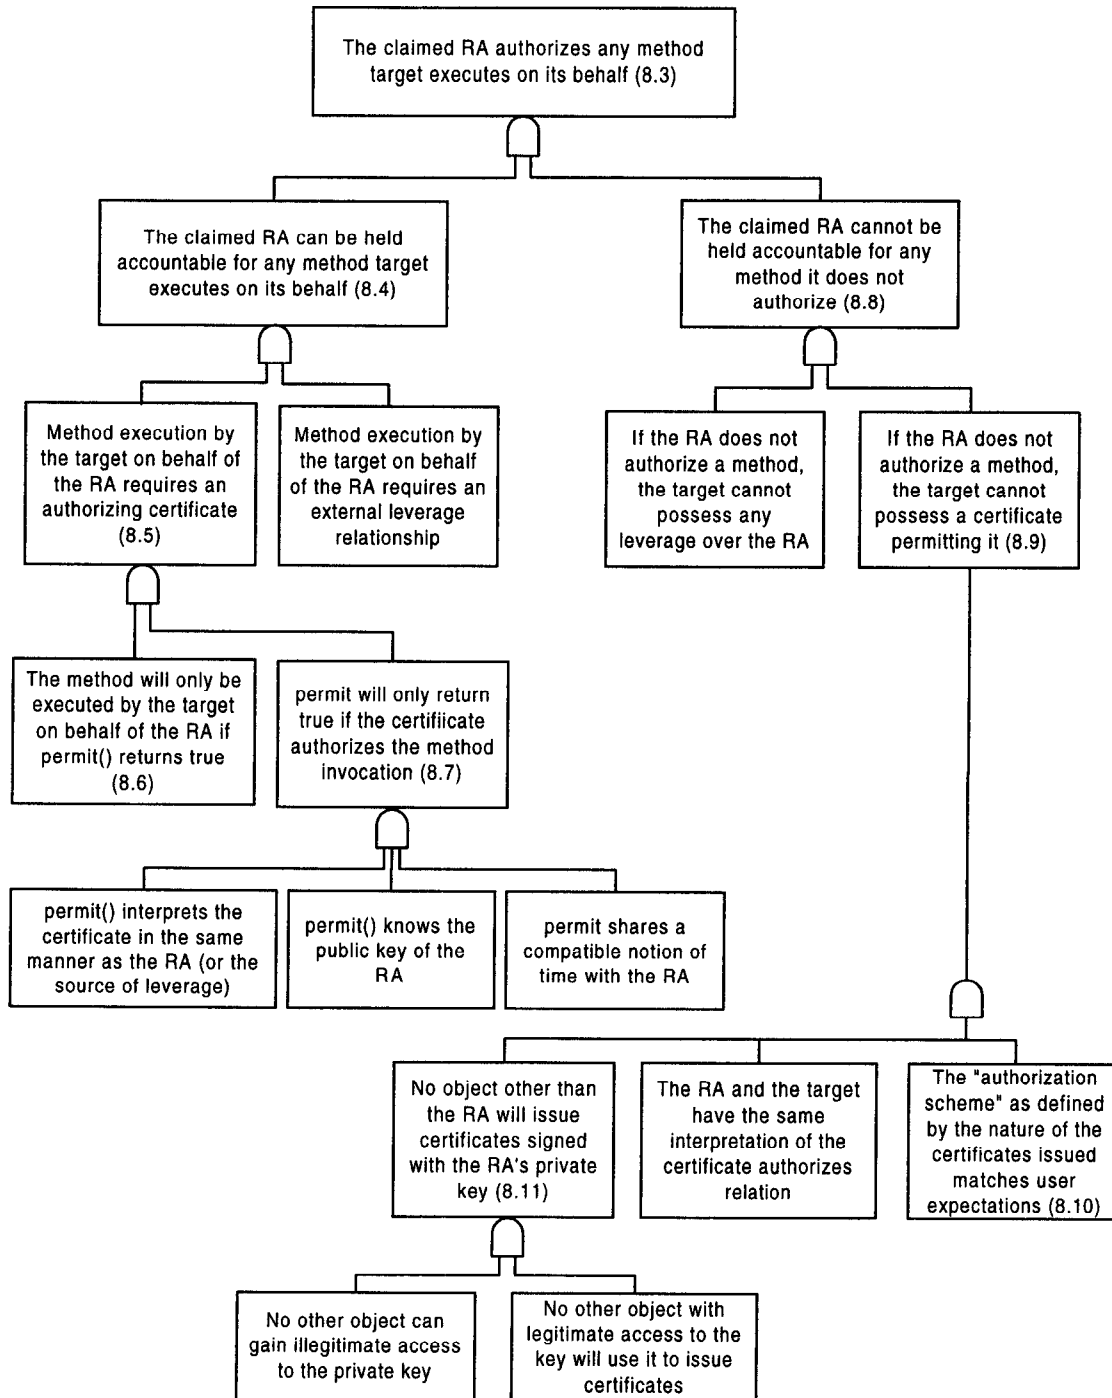 The claimed RA authorizes any method
target executes on its behalf (8.3)
The claimed RA can be held
accountable for any method target
executes on its behalf (8.4)
The claimed RA cannot be
held accountable for any
method it does not
authorize (8.8)
Method execution by
the target on behalf of
the RA requires an
authorizing certificate
(8.5)
Method execution by
the target on behalf
of the RA requires an
external leverage
relationship
If the RA does not
authorize a method,
the target cannot
possess any
leverage over the RA
If the RA does not
authorize a method,
the target cannot
possess a certificate
permitting it (8.9)
The method will only be
executed by the target
on behalf of the RA if
permit() returns true
(8.6)
permit will only return
true if the certifiicate
authorizes the method
invocation (8.7)
permit() interprets the
certificate in the same
manner as the RA (or the
source of leverage)
permit() knows the
public key of the
RA
permit shares a
compatible notion of
time with the RA
No object other than
the RA will issue
certificates signed
with the RA's private
key (8.11)
The RA and the target
have the same
interpretation of the
certificate authorizes
relation
The "authorization
scheme" as defined
by the nature of the
certificates issued
matches user
expectations (8.10)
No other object can
gain illegitimate access
to the private key
No other object with
legitimate access to the
key will use it to issue
certificates